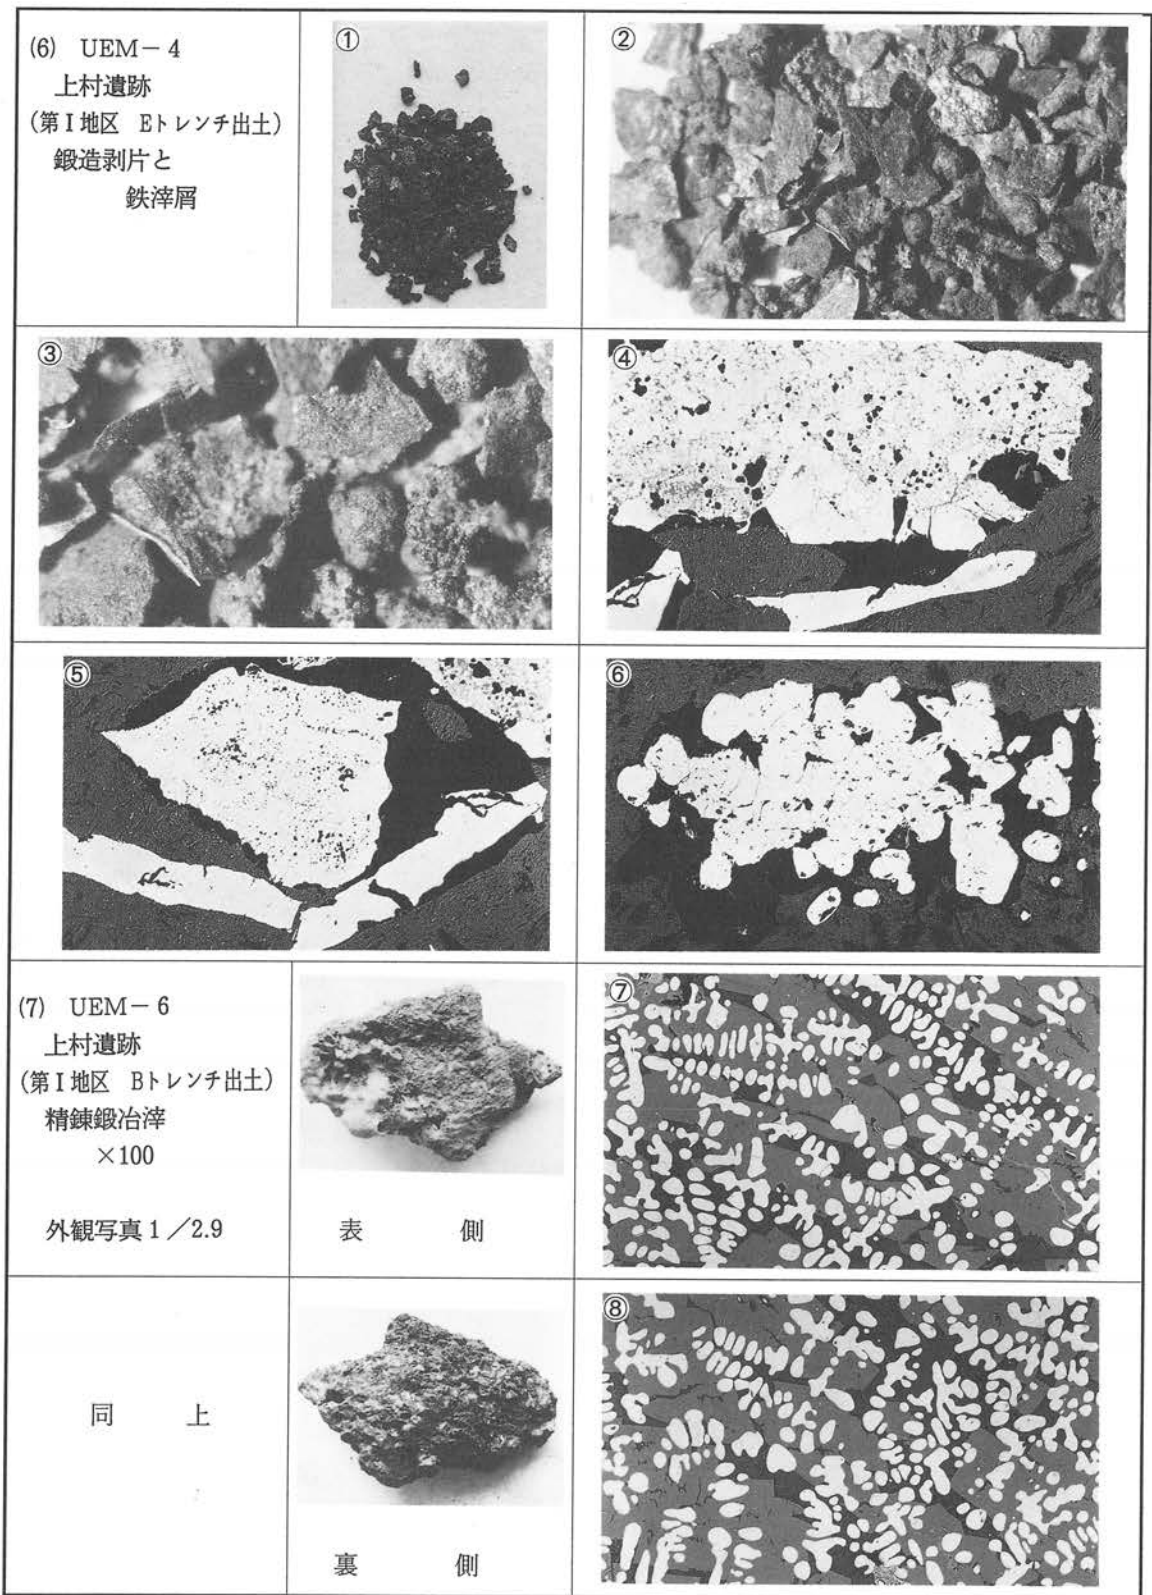 (6) UEM-4
上村遺跡
(第Ⅰ地区 Eトレンチ出土)
鍛造剥片と
鉄滓屑
①
②
③
④
⑤
⑥
(7) UEM-6
上村遺跡
(第Ⅰ地区 Bトレンチ出土)
精錬鍛冶滓
×100
外観写真1/2.9
表 側
⑦
同 上
裏 側
⑧